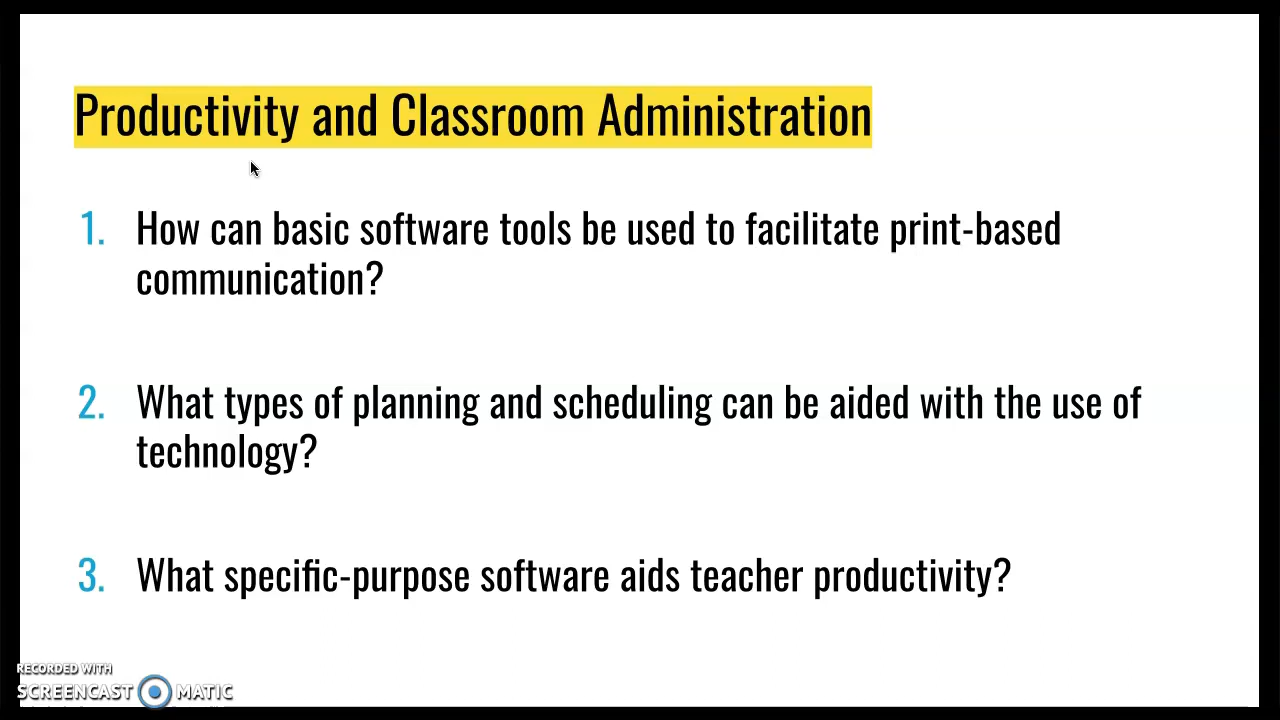 Productivity and Classroom Administration
1. How can basic software tools be used to facilitate print-based
communication?
2. What types of planning and scheduling can be aided with the use of
technology?
3. What specific-purpose software aids teacher productivity?
RECORDED WITH
SCREENCAST MATIC